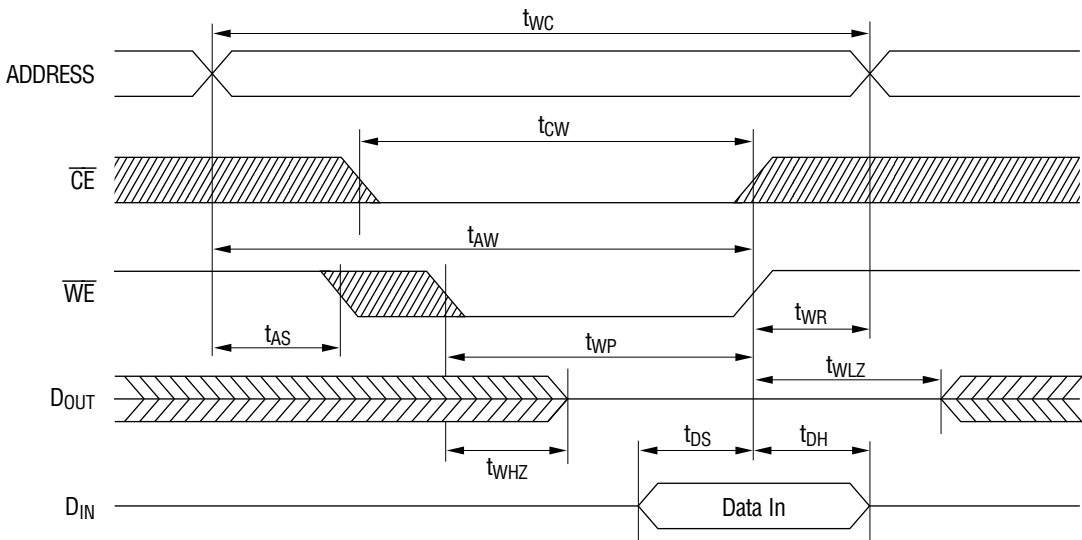 tWC
ADDRESS
tCW
CE
tAW
WE
tAS
tWR
tWP
tWLZ
DOUT
tDS
tDH
tWHZ
DIN
Data In